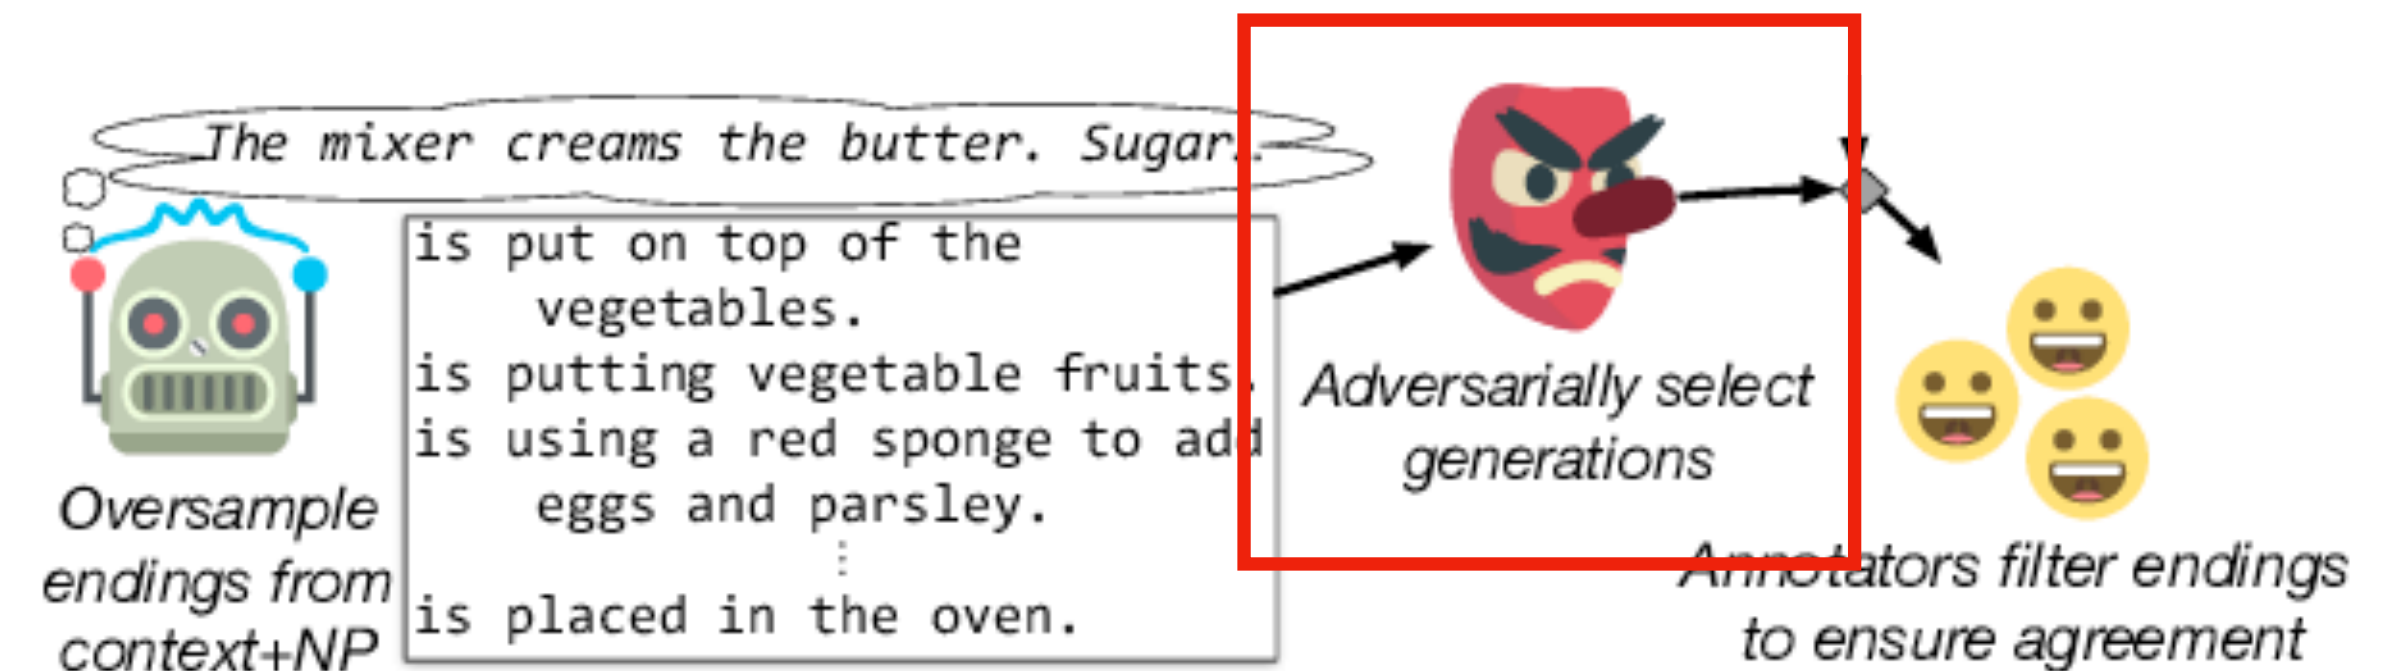 The mixer creams the butter. Sugar…
is put on top of the
vegetables.
is putting vegetable fruits.
is using a red sponge to add
eggs and parsley.
⋮
is placed in the oven.
Oversample
endings from
context+NP
Adversarially select
generations
Annotators filter endings
to ensure agreement